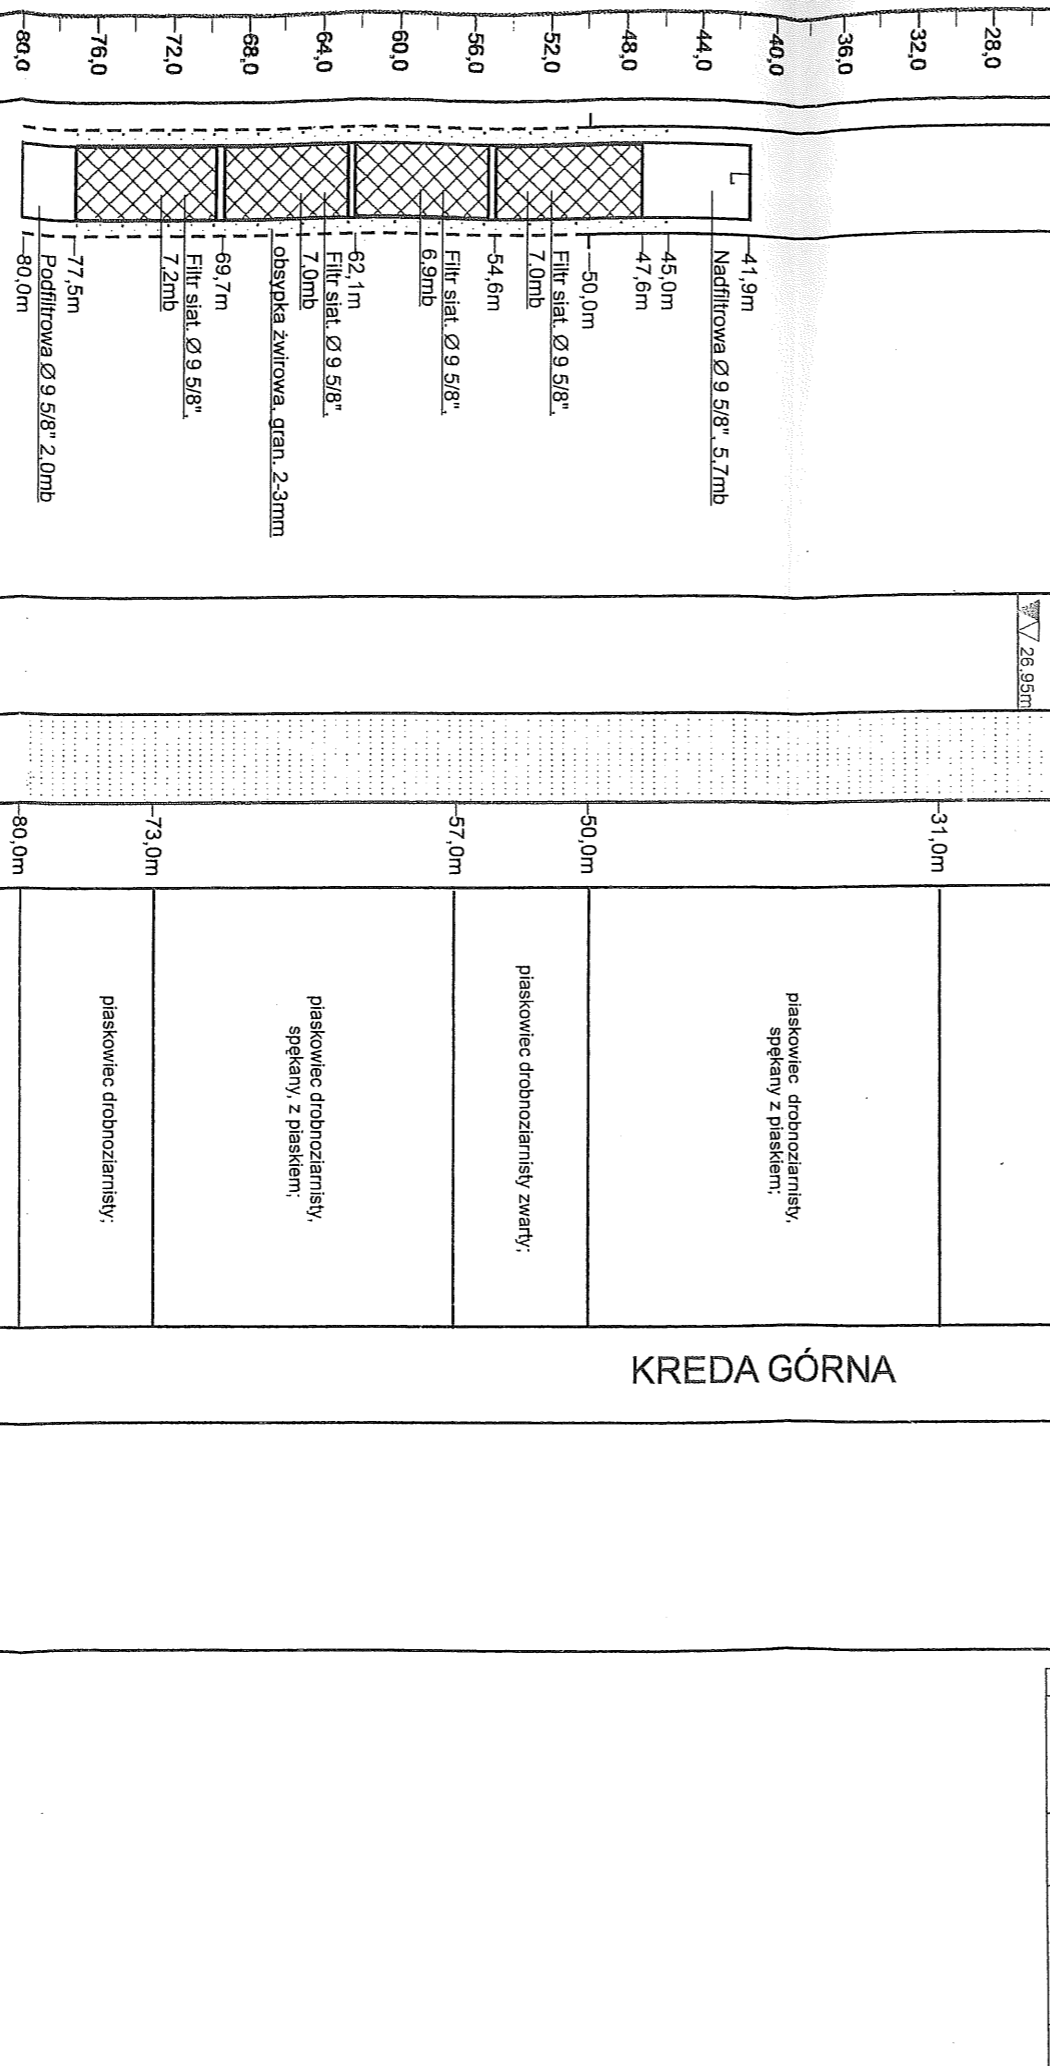 28,0
32,0
36,0
40,0
44,0
48,0
52,0
56,0
60,0
64,0
68,0
72,0
76,0
80,0
41,9m
Nadfiltrowa Ø 9 5/8", 5,7mb
45,0m
47,6m
50,0m
Filtr siat. Ø 9 5/8",
7,0mb
54,6m
Filtr siat. Ø 9 5/8",
6,9mb
62,1m
Filtr siat. Ø 9 5/8",
7,0mb
obsypka żwirowa, gran. 2-3mm
69,7m
Filtr siat. Ø 9 5/8",
7,2mb
77,5m
Podfiltrowa Ø 9 5/8" 2,0mb
80,0m
26,95m
31,0m
50,0m
57,0m
73,0m
80,0m
piaskowiec drobnoziarnisty,
spękany z piaskiem;
piaskowiec drobnoziarnisty zwarty;
piaskowiec drobnoziarnisty,
spękany, z piaskiem;
piaskowiec drobnoziarnisty;
KREDA GÓRNA